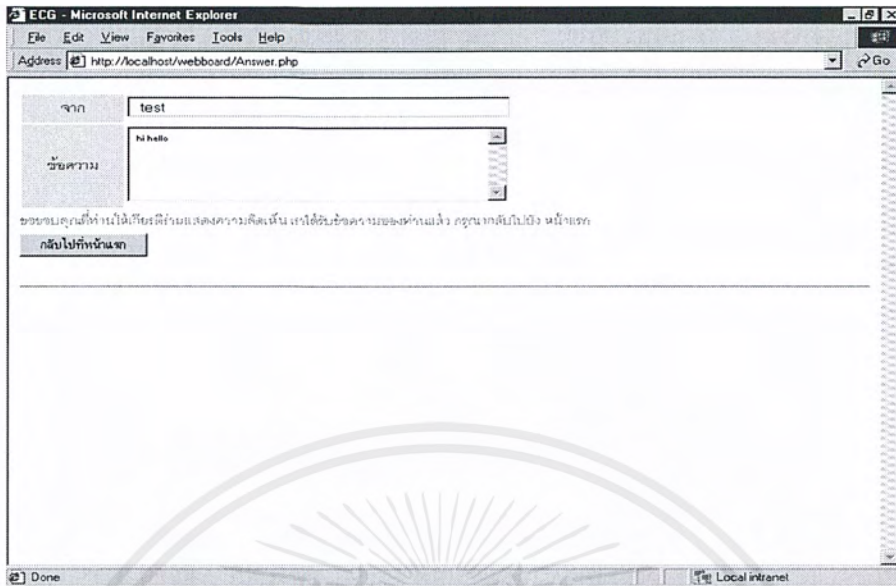 ECG - Microsoft Internet Explorer
File Edit View Favorites Tools Help
Address http://localhost/webboard/Answer.php Go
จาก test
ข้อความ hi hello
ขอขอบคุณที่ท่านให้เกียรติร่วมแสดงความคิดเห็น เราได้รับข้อความของท่านแล้ว กรุณากลับไปยัง หน้าแรก
กลับไปที่หน้าแรก
Done Local intranet